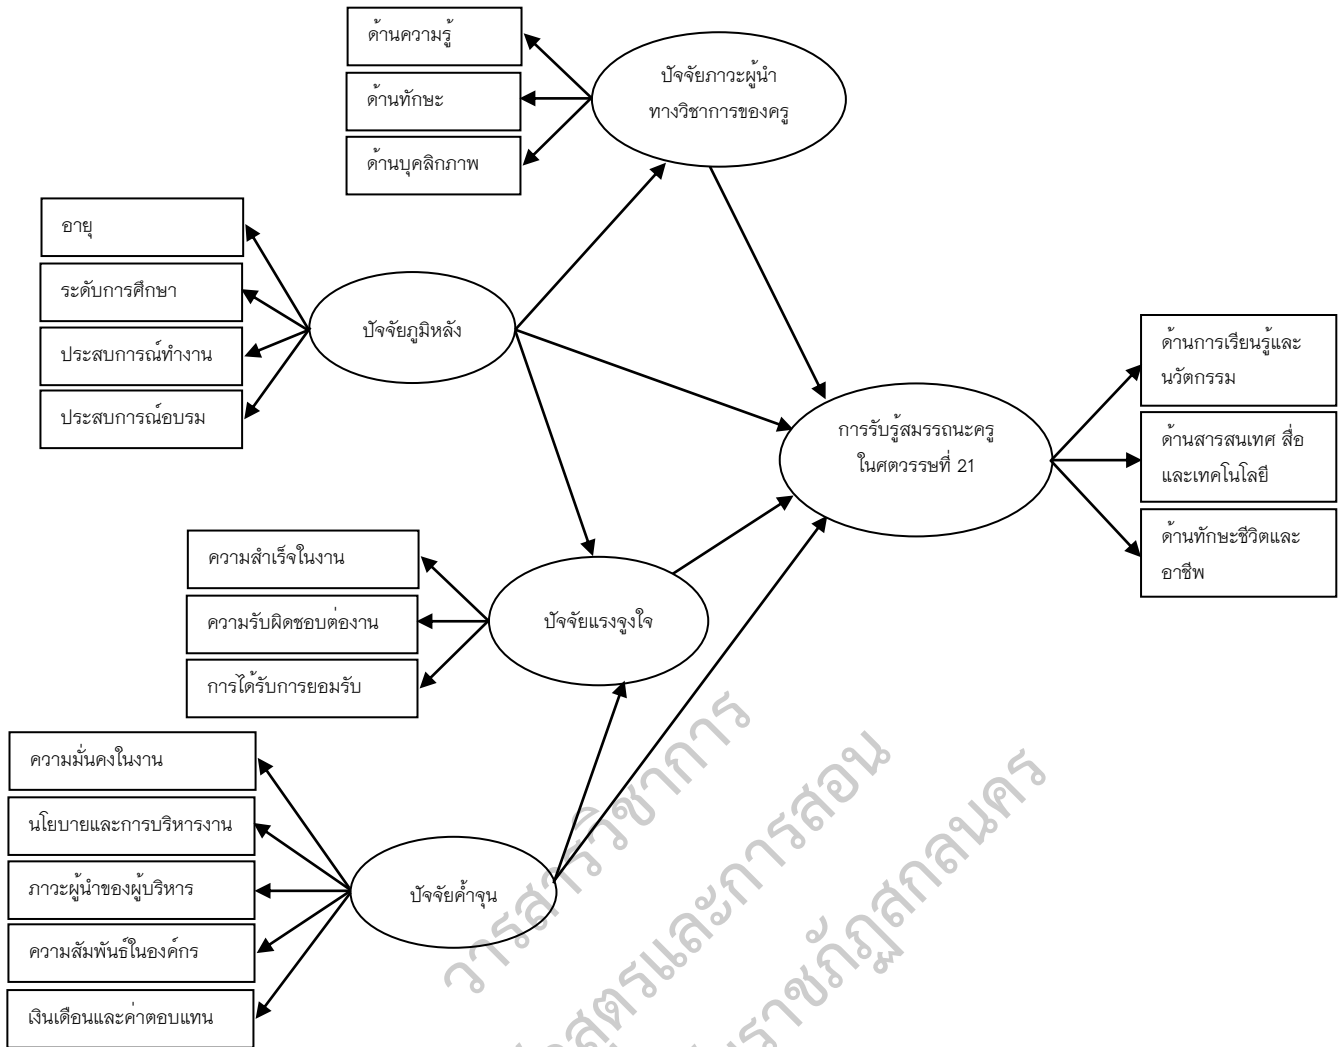 ด้านความรู้
ด้านทักษะ
ด้านบุคลิกภาพ
ปัจจัยภาวะผู้นำ
ทางวิชาการของครู
อายุ
ระดับการศึกษา
ประสบการณ์ทำงาน
ประสบการณ์อบรม
ปัจจัยภูมิหลัง
การรับรู้สมรรถนะครู
ในศตวรรษที่ 21
ด้านการเรียนรู้และ
นวัตกรรม
ด้านสารสนเทศ สื่อ
และเทคโนโลยี
ด้านทักษะชีวิตและ
อาชีพ
ความสำเร็จในงาน
ความรับผิดชอบต่องาน
การได้รับการยอมรับ
ปัจจัยแรงจูงใจ
ความมั่นคงในงาน
นโยบายและการบริหารงาน
ภาวะผู้นำของผู้บริหาร
ความสัมพันธ์ในองค์กร
เงินเดือนและค่าตอบแทน
ปัจจัยค้ำจุน
วารสารวิชาการ